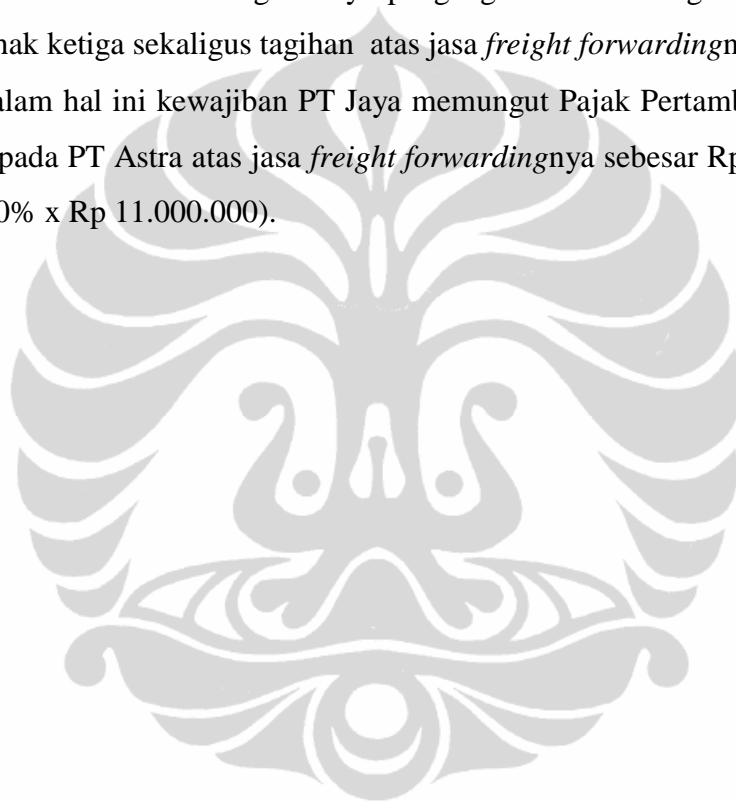 nak ketiga sekaligus tagihan atas jasa freight forwardingn
alam hal ini kewajiban PT Jaya memungut Pajak Pertamb
pada PT Astra atas jasa freight forwardingnya sebesar Rp
0% x Rp 11.000.000).